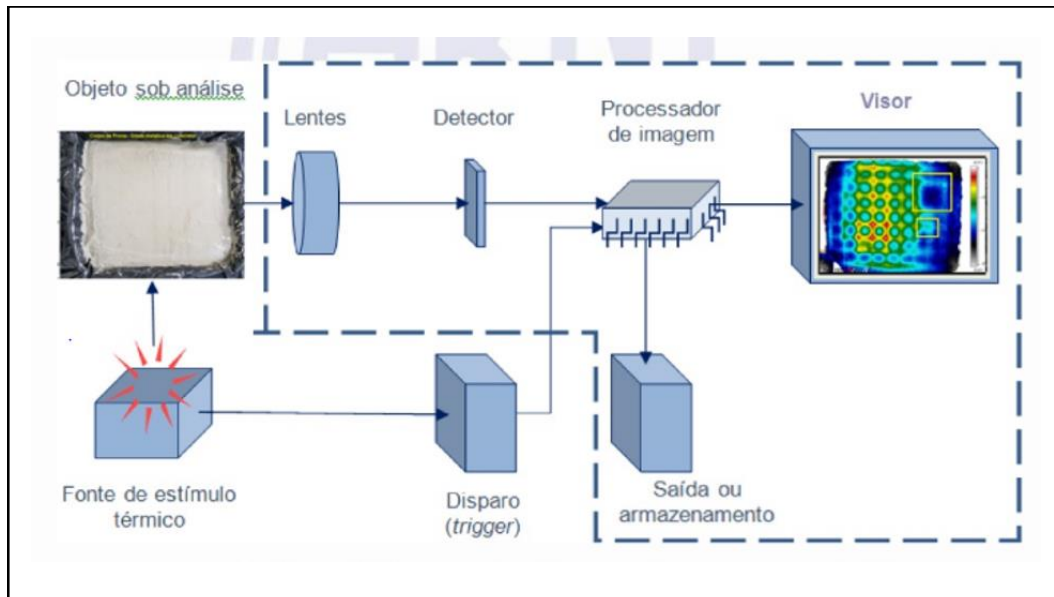 Objeto sob análise
Lentes
Detector
Processador
de imagem
Visor
Fonte de estímulo
térmico
Disparo
(trigger)
Saída ou
armazenamento